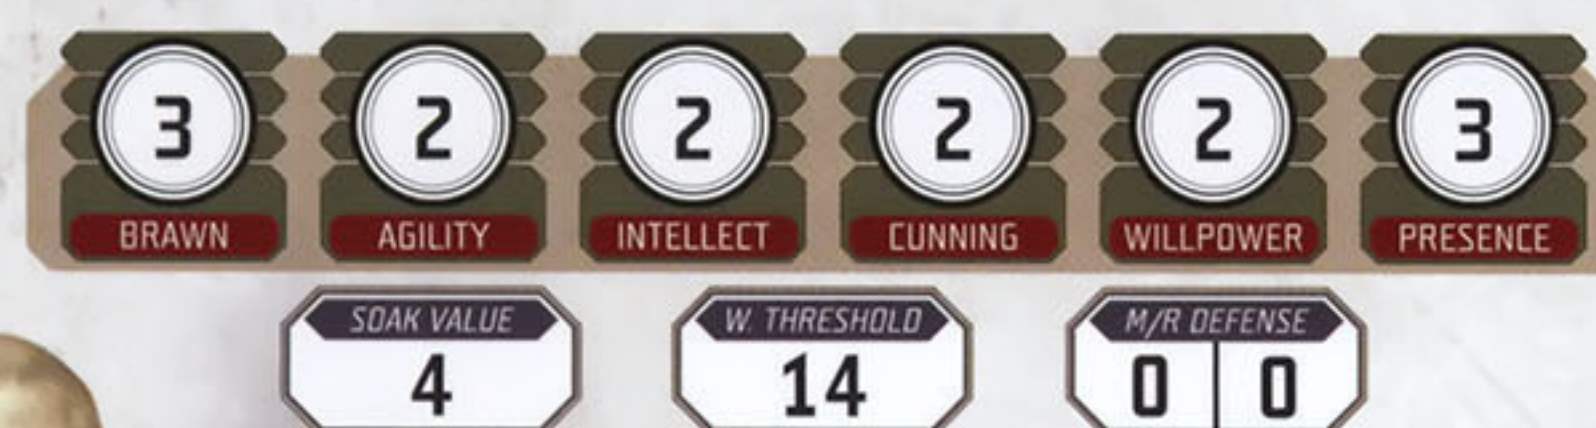 3 2 2 2 2 3
BRAWN AGILITY INTELLECT CUNNING WILLPOWER PRESENCE
SOAK VALUE W. THRESHOLD M/R DEFENSE
4 14 0 0